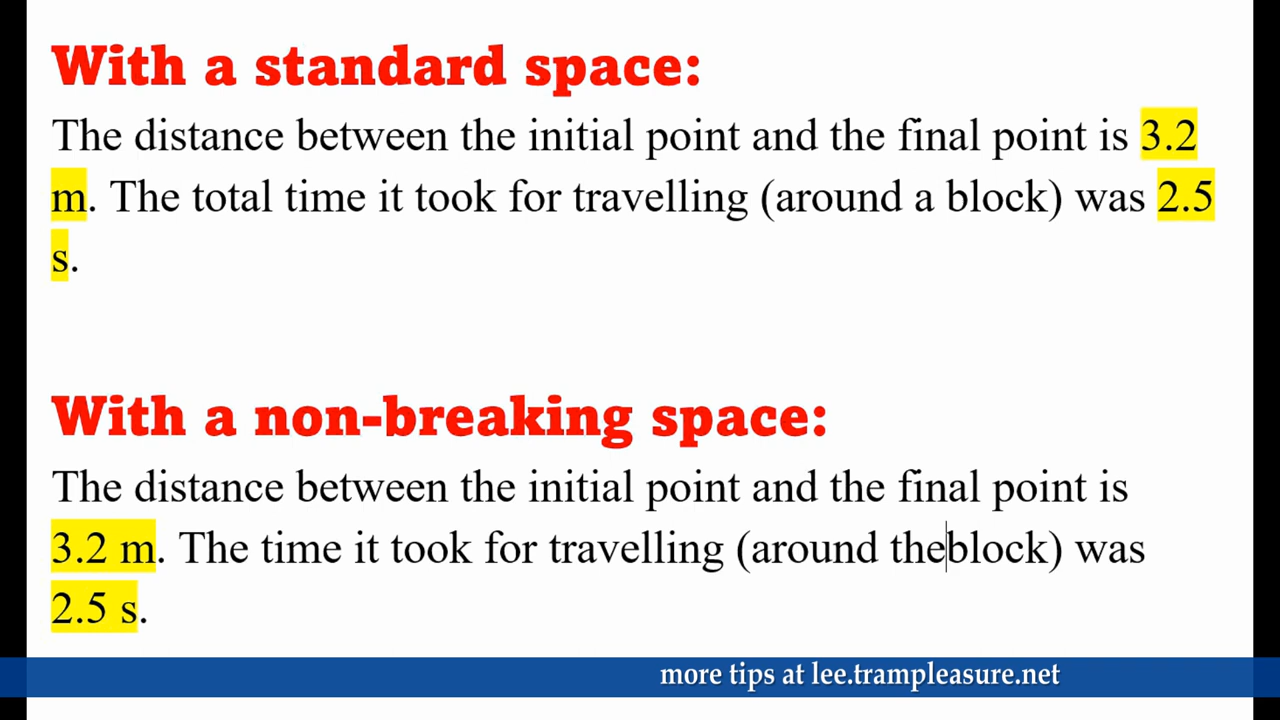 With a standard space:
The distance between the initial point and the final point is 3.2
m. The total time it took for travelling (around a block) was 2.5
s.
With a non-breaking space:
The distance between the initial point and the final point is
3.2 m. The time it took for travelling (around theblock) was
2.5 s.
more tips at lee.trampleasure.net